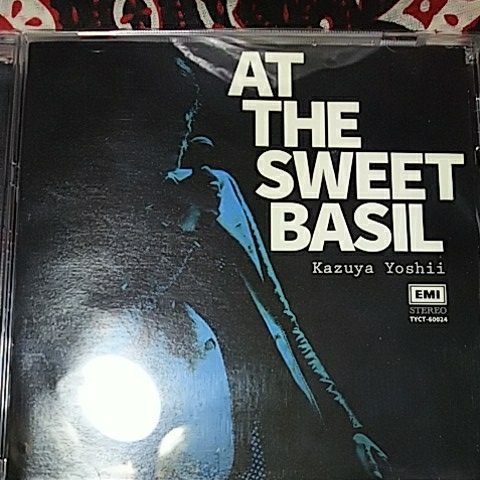 AT
THE
SWEET
BASIL
Kazuya Yoshii
EMI
STEREO
TYCT-60024